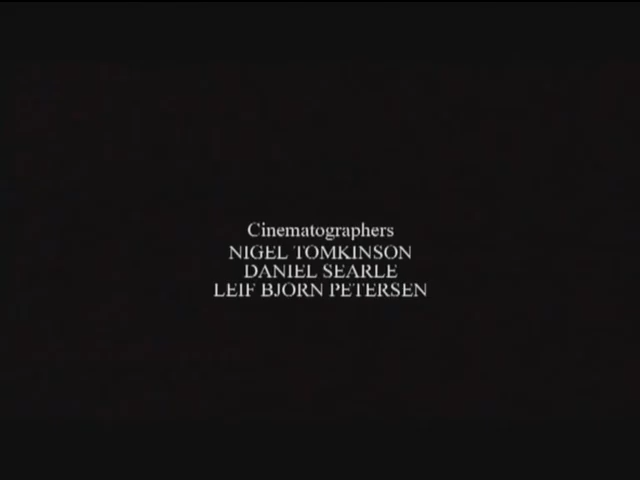 Cinematographers
NIGEL TOMKINSON
DANIEL SEARLE
LEIF BJORN PETERSEN